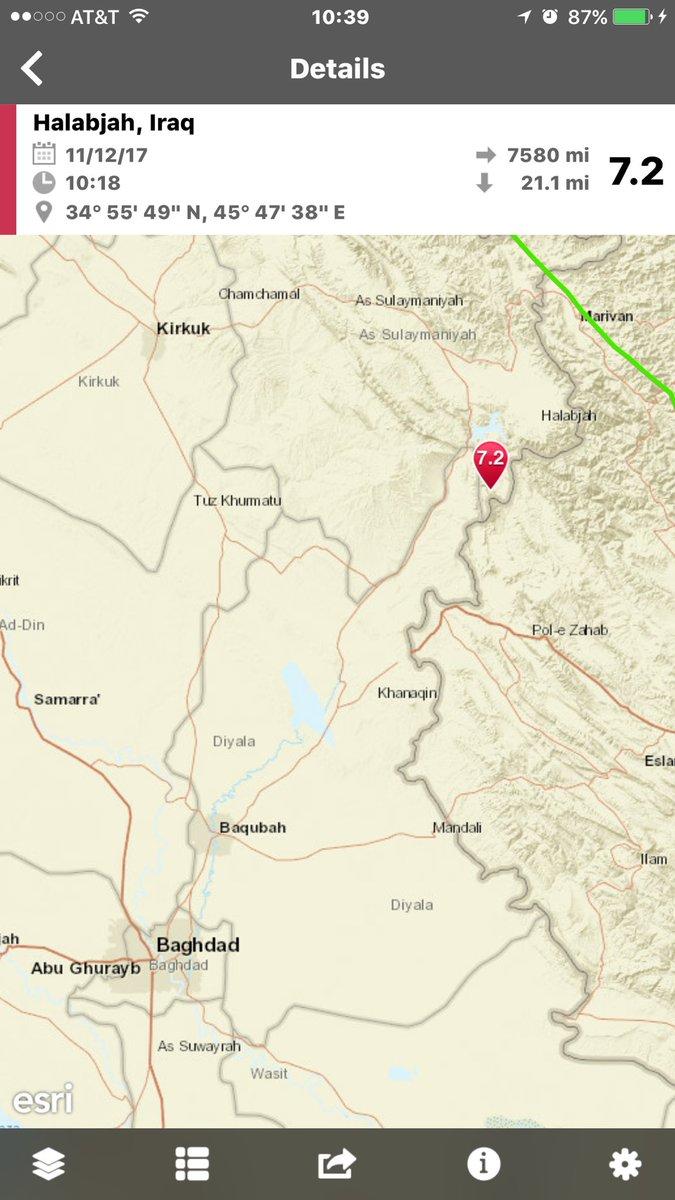 AT&T 10:39 87%
Details
Halabjah, Iraq
11/12/17 7580 mi 7.2
10:18 21.1 mi
34° 55' 49" N, 45° 47' 38" E
Chamchamal
As Sulaymaniyah
Marivan
Kirkuk
As Sulaymaniyah
Kirkuk
Halabjah
7.2
Tuz Khurmatu
ikrit
Ad-Din
Pol-e Zahab
Samarra'
Khanaqin
Diyala
Esla
Baqubah
Mandali
Ilam
Diyala
jah
Baghdad
Abu Ghurayb
Baghdad
As Suwayrah
Wasit
esri